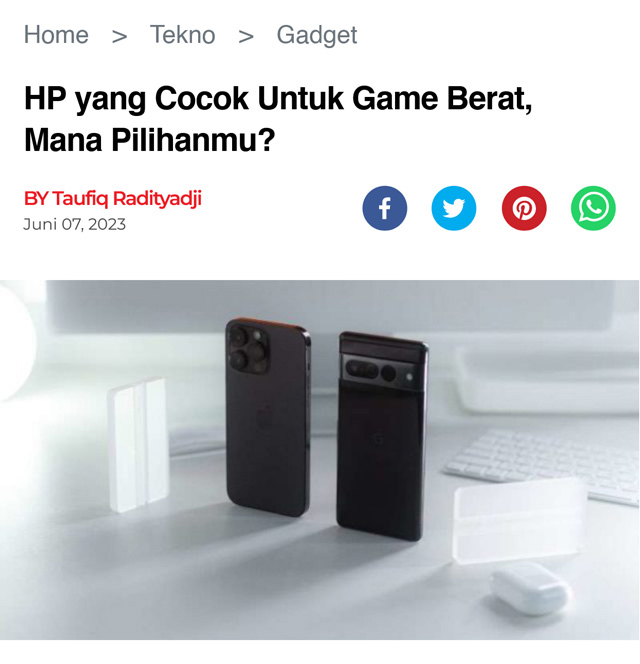 Home > Tekno > Gadget
HP yang Cocok Untuk Game Berat,
Mana Pilihanmu?
BY Taufiq Radityadji
Juni 07, 2023